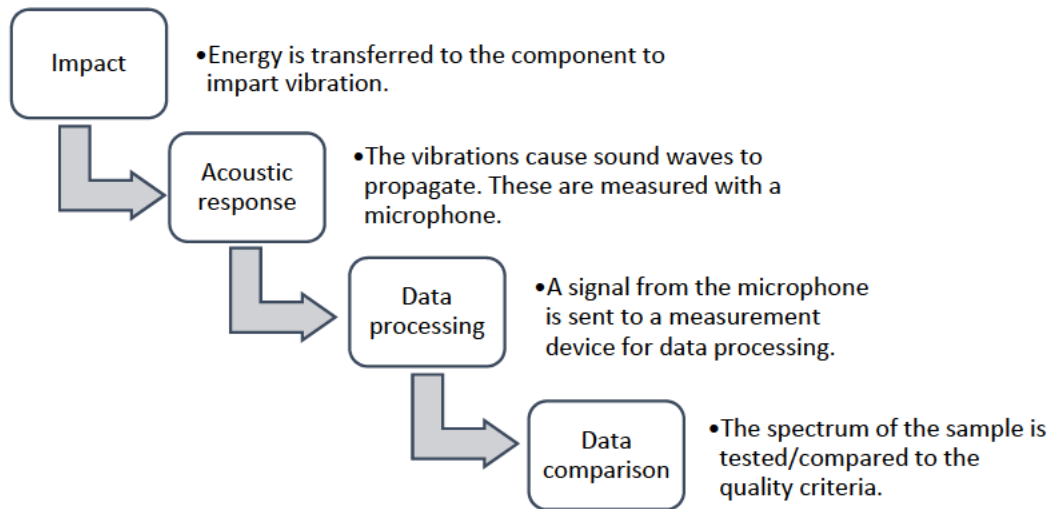 Impact
•Energy is transferred to the component to
impart vibration.
Acoustic
response
•The vibrations cause sound waves to
propagate. These are measured with a
microphone.
Data
processing
•A signal from the microphone
is sent to a measurement
device for data processing.
Data
comparison
•The spectrum of the sample is
tested/compared to the
quality criteria.